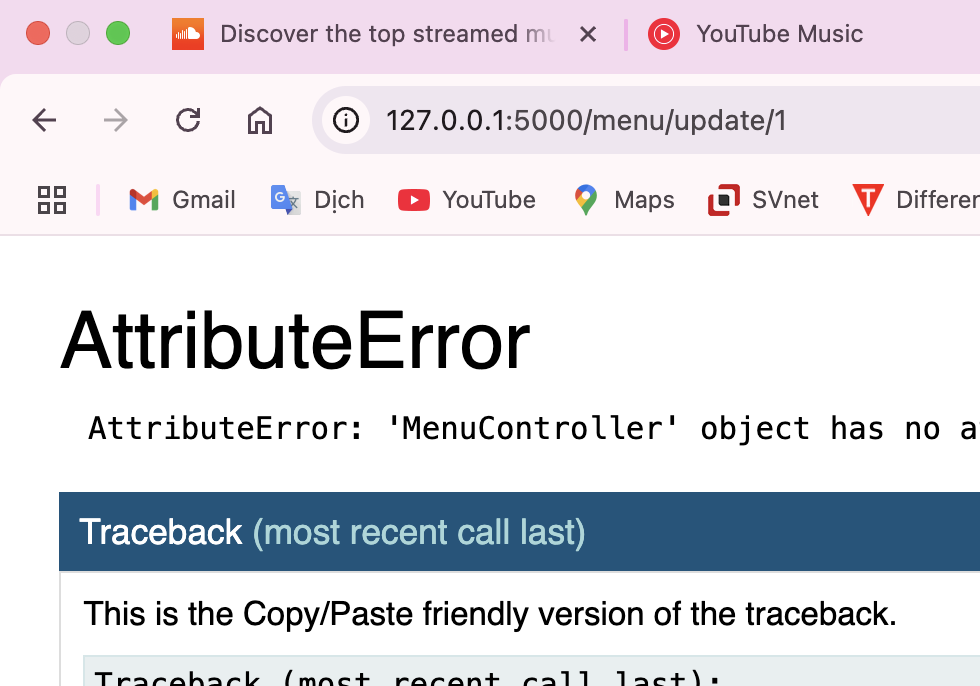 Discover the top streamed mu
YouTube Music
127.0.0.1:5000/menu/update/1
Gmail
Dịch
YouTube
Maps
SVnet
Differen
AttributeError
AttributeError: 'MenuController' object has no a
Traceback (most recent call last)
This is the Copy/Paste friendly version of the traceback.
Traceback (most recent call last):